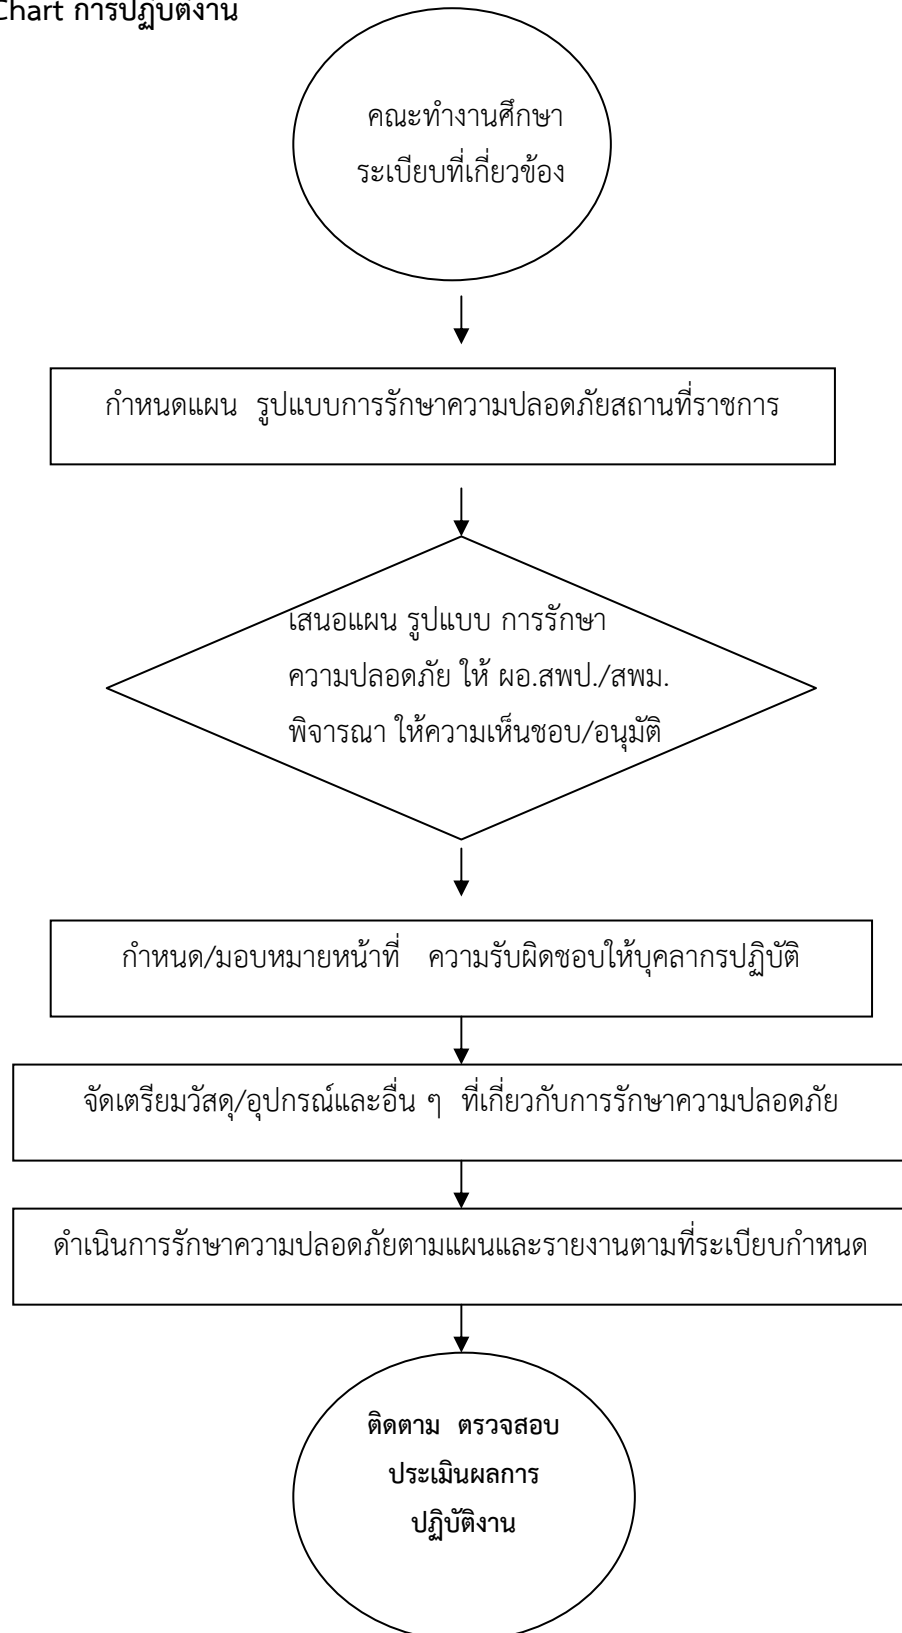 Chart การปฏิบัติงาน
คณะทำงานศึกษา
ระเบียบที่เกี่ยวข้อง
กำหนดแผน รูปแบบการรักษาความปลอดภัยสถานที่ราชการ
เสนอแผน รูปแบบ การรักษา
ความปลอดภัย ให้ ผอ.สพป./สพม.
พิจารณา ให้ความเห็นชอบ/อนุมัติ
กำหนด/มอบหมายหน้าที่ ความรับผิดชอบให้บุคลากรปฏิบัติ
จัดเตรียมวัสดุ/อุปกรณ์และอื่น ๆ ที่เกี่ยวกับการรักษาความปลอดภัย
ดำเนินการรักษาความปลอดภัยตามแผนและรายงานตามที่ระเบียบกำหนด
ติดตาม ตรวจสอบ
ประเมินผลการ
ปฏิบัติงาน